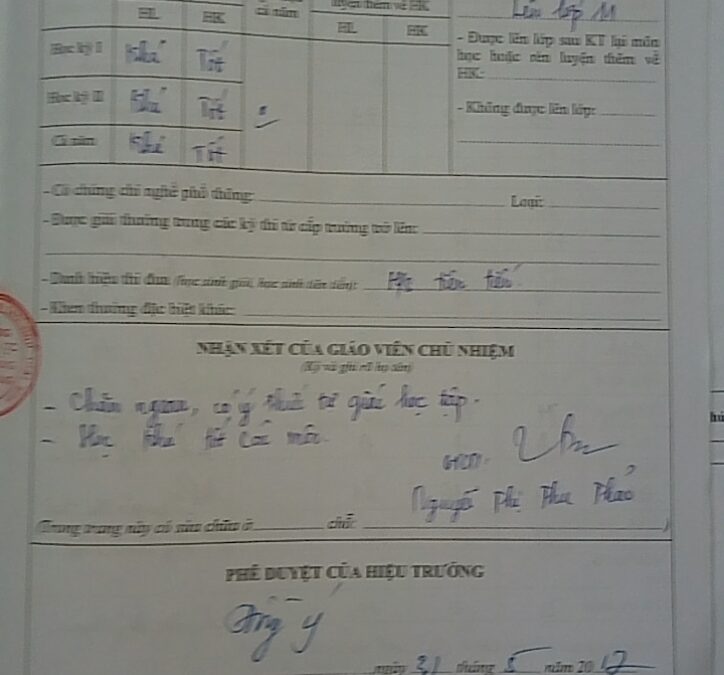 HL HK cả năm luyện thêm về HK
HL HK
Lên lớp 11
- Được lên lớp sau KT lại môn
học hoặc rèn luyện thêm về
HK:
- Không được lên lớp:
Học kỳ I Khá Tốt
Học kỳ II Khá Tốt
Cả năm Khá Tốt
- Có chứng chỉ nghề phổ thông: Loại:
- Được giải thưởng trong các kỳ thi từ cấp trường trở lên:
- Danh hiệu thi đua (học sinh giỏi, học sinh tiên tiến): tiên tiến
- Khen thưởng đặc biệt khác:
NHẬN XÉT CỦA GIÁO VIÊN CHỦ NHIỆM
(Ký và ghi rõ họ tên)
- Chăm ngoan, có ý thức tự giác học tập.
- Học khá tốt các môn.
GVCN.
Nguyễn Thị Thu Thảo
(Trong trang này có sửa chữa ở chỗ: )
PHÊ DUYỆT CỦA HIỆU TRƯỞNG
Đồng ý
ngày 31 tháng 5 năm 2017